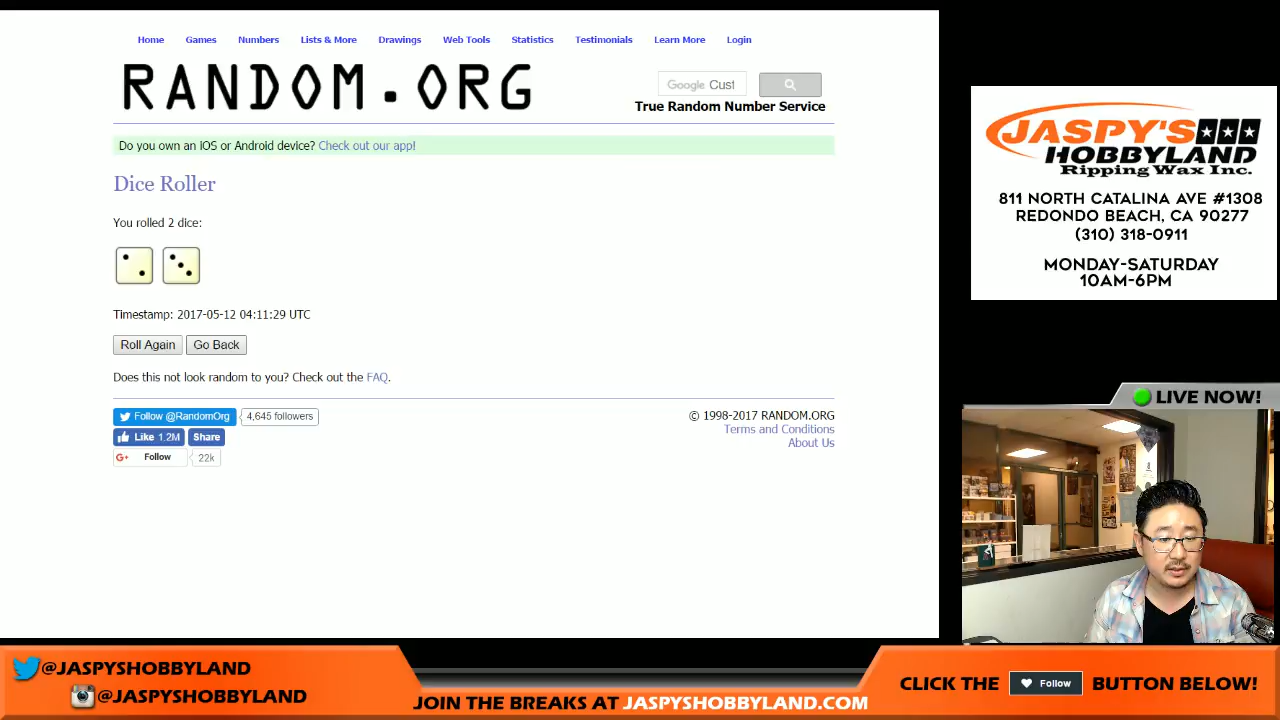 Home Games Numbers Lists & More Drawings Web Tools Statistics Testimonials Learn More Login
RANDOM.ORG
Google Cust
True Random Number Service
Do you own an iOS or Android device? Check out our app!
Dice Roller
You rolled 2 dice:
Timestamp: 2017-05-12 04:11:29 UTC
Roll Again Go Back
Does this not look random to you? Check out the FAQ.
Follow @RandomOrg 4,645 followers
Like 1.2M Share
G+ Follow 22k
© 1998-2017 RANDOM.ORG
Terms and Conditions
About Us
JASPY'S
HOBBYLAND
Ripping Wax Inc.
811 NORTH CATALINA AVE #1308
REDONDO BEACH, CA 90277
(310) 318-0911
MONDAY-SATURDAY
10AM-6PM
LIVE NOW!
@JASPYSHOBBYLAND
@JASPYSHOBBYLAND
JOIN THE BREAKS AT JASPYSHOBBYLAND.COM
CLICK THE Follow BUTTON BELOW!